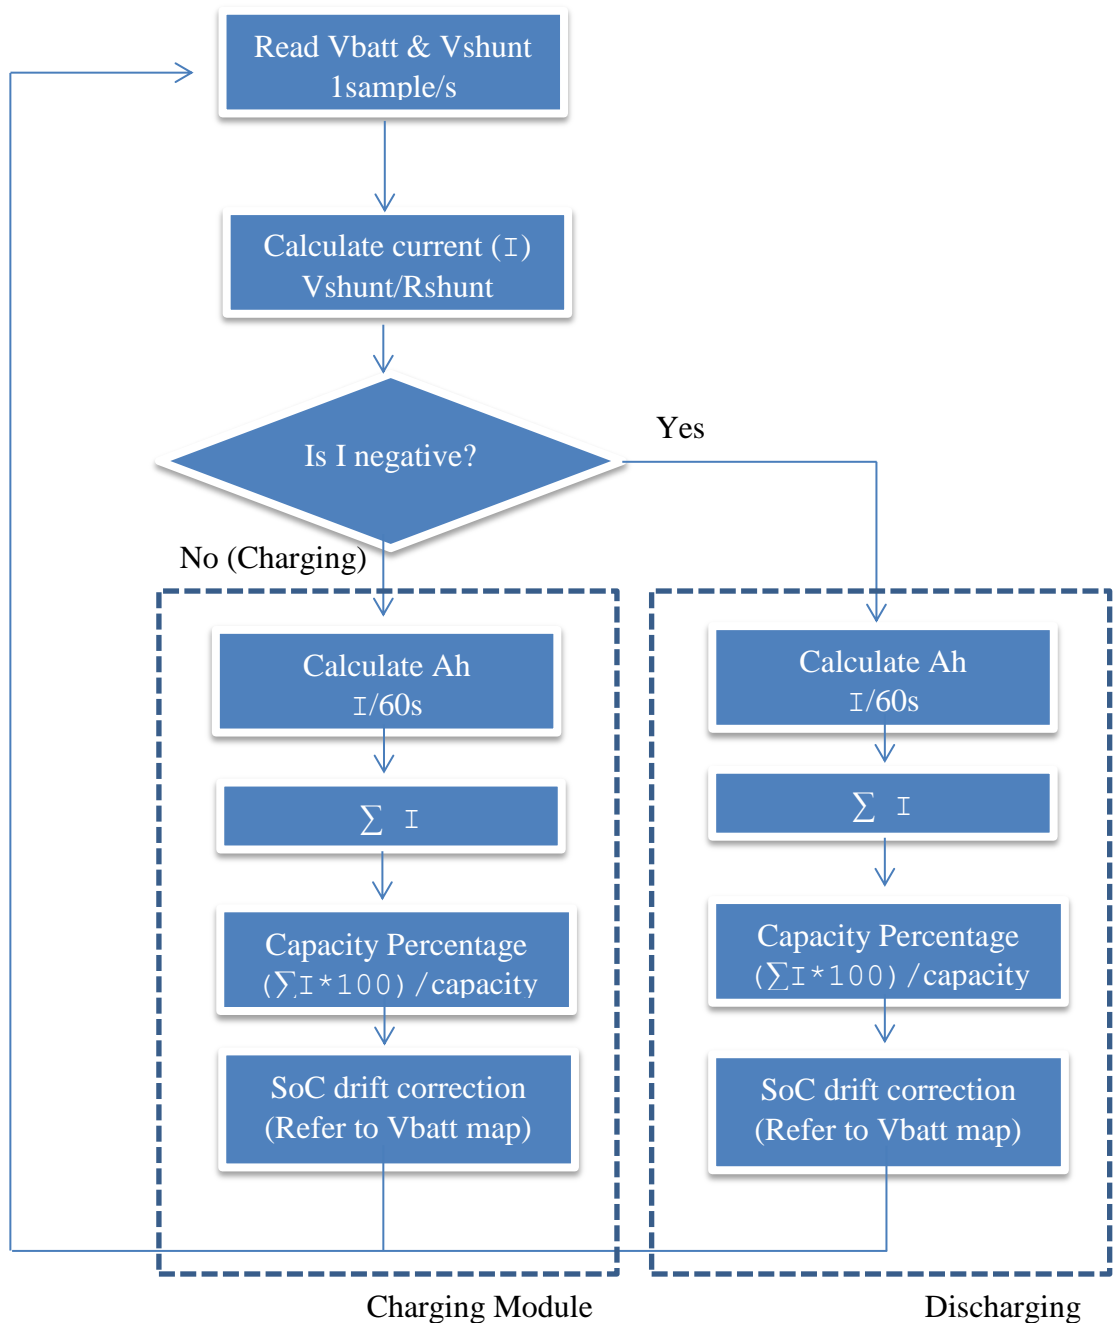 Read Vbatt & Vshunt
1sample/s
Calculate current (I)
Vshunt/Rshunt
Is I negative?
Yes
No (Charging)
Calculate Ah
I/60s
∑ I
Capacity Percentage
(∑I*100)/capacity
SoC drift correction
(Refer to Vbatt map)
Calculate Ah
I/60s
∑ I
Capacity Percentage
(∑I*100)/capacity
SoC drift correction
(Refer to Vbatt map)
Charging Module
Discharging